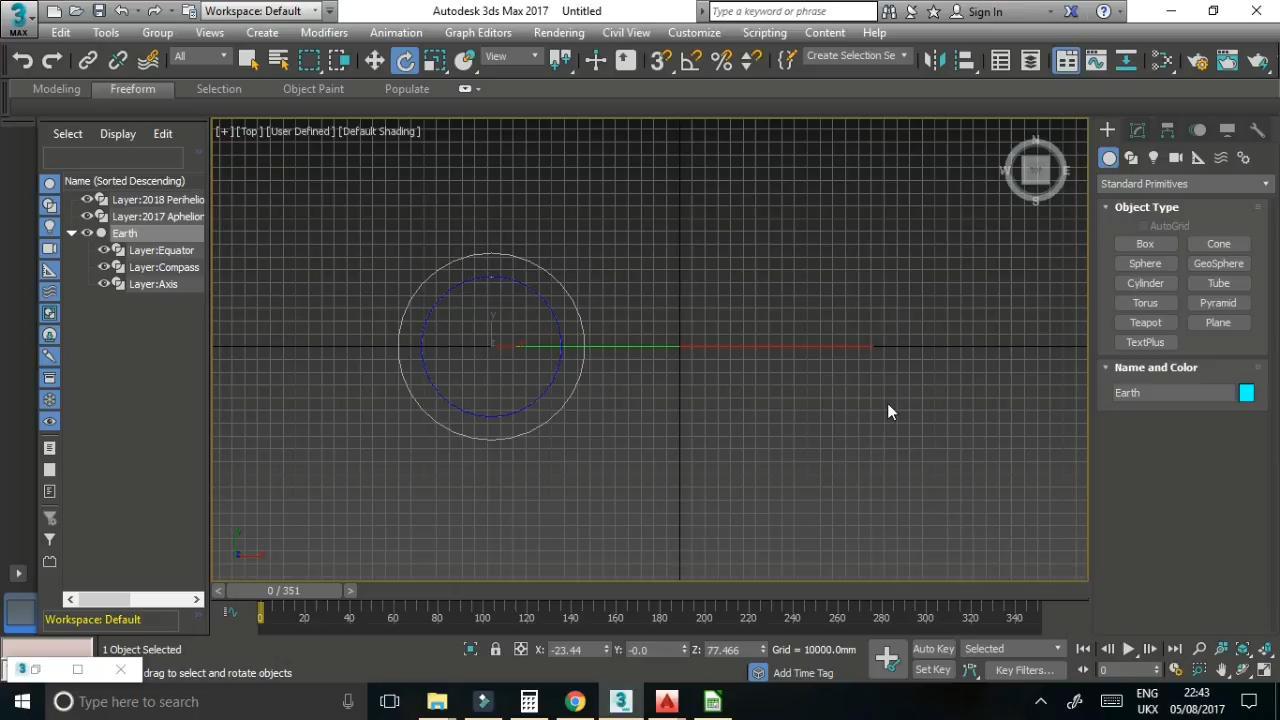 3 MAX
Workspace: Default
Autodesk 3ds Max 2017 Untitled
Type a keyword or phrase
Sign In
Edit Tools Group Views Create Modifiers Animation Graph Editors Rendering Civil View Customize Scripting Content Help
All
View
Create Selection Se
Modeling Freeform Selection Object Paint Populate
Select Display Edit
[+] [Top] [User Defined] [Default Shading]
N
W E
S
TOP
Name (Sorted Descending)
Layer:2018 Perihelio
Layer:2017 Aphelion
Earth
Layer:Equator
Layer:Compass
Layer:Axis
Standard Primitives
Object Type
AutoGrid
Box Cone
Sphere GeoSphere
Cylinder Tube
Torus Pyramid
Teapot Plane
TextPlus
Name and Color
Earth
y
z x
y
z x
0 / 351
Workspace: Default
0 20 40 60 80 100 120 140 160 180 200 220 240 260 280 300 320 340
1 Object Selected
X: -23.44 Y: -0.0 Z: 77.466 Grid = 10000.0mm
Auto Key Selected
drag to select and rotate objects
Add Time Tag
Set Key Key Filters...
0
Type here to search
ENG 22:43
UKX 05/08/2017